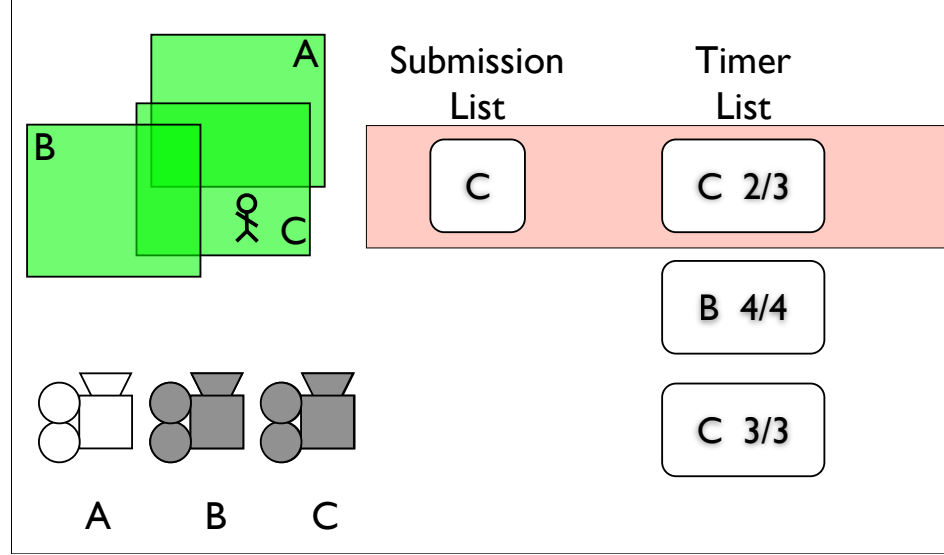 A
B
C
Submission
List
Timer
List
C
C 2/3
B 4/4
C 3/3
A B C